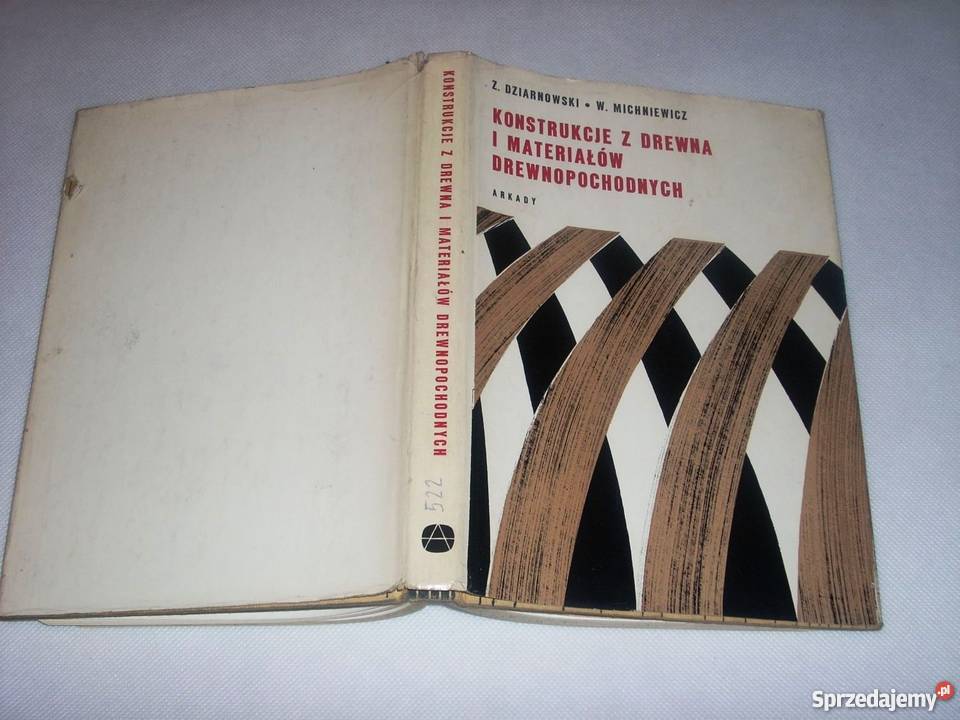 KONSTRUKCJE Z DREWNA I MATERIAŁÓW DREWNOPOCHODNYCH
522
Z. DZIARNOWSKI • W. MICHNIEWICZ
KONSTRUKCJE Z DREWNA
I MATERIAŁÓW
DREWNOPOCHODNYCH
ARKADY
Sprzedajemy.pl